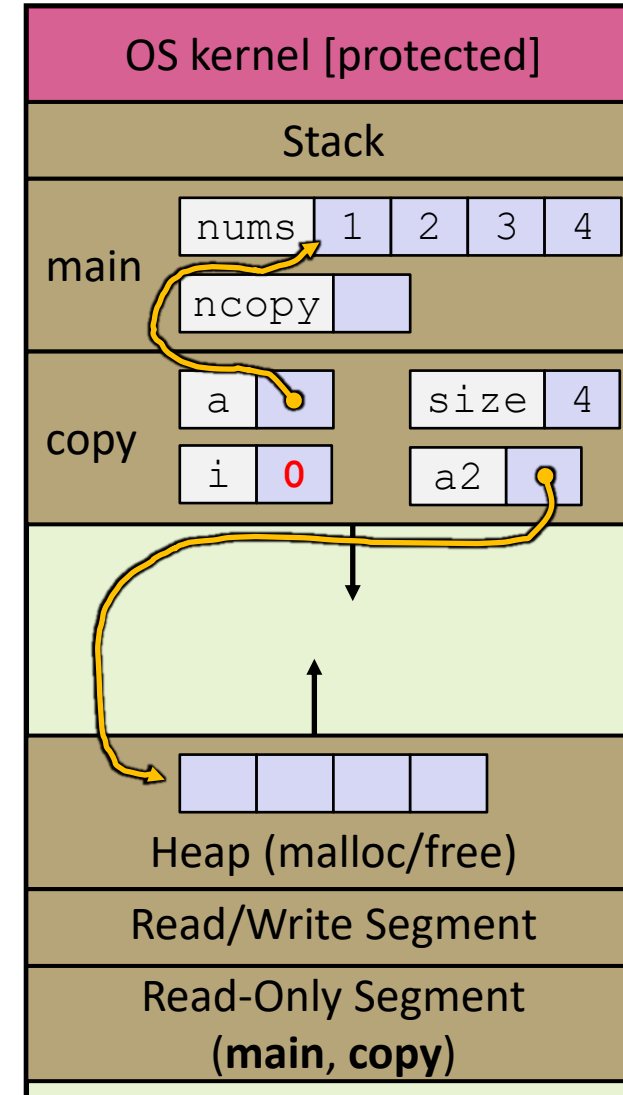 OS kernel [protected]
Stack
main
nums 1 2 3 4
ncopy
copy
a size 4
i 0 a2
Heap (malloc/free)
Read/Write Segment
Read-Only Segment
(main, copy)